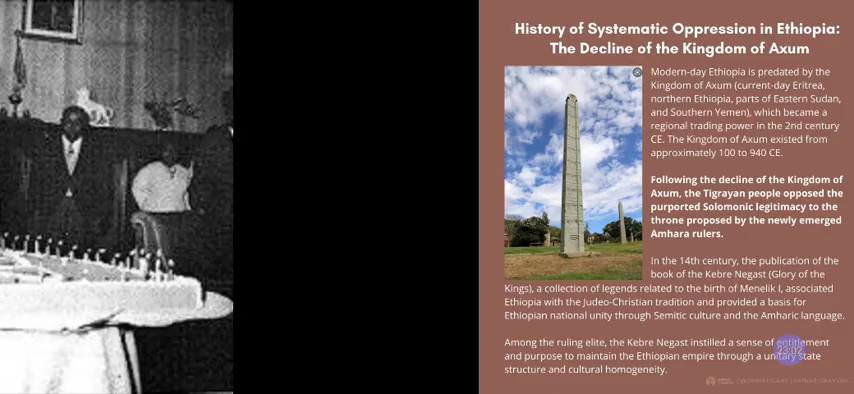 History of Systematic Oppression in Ethiopia:
The Decline of the Kingdom of Axum
Modern-day Ethiopia is predated by the
Kingdom of Axum (current-day Eritrea,
northern Ethiopia, parts of Eastern Sudan,
and Southern Yemen), which became a
regional trading power in the 2nd century
CE. The Kingdom of Axum existed from
approximately 100 to 940 CE.
Following the decline of the Kingdom of
Axum, the Tigrayan people opposed the
purported Solomonic legitimacy to the
throne proposed by the newly emerged
Amhara rulers.
In the 14th century, the publication of the
book of the Kebre Negast (Glory of the
Kings), a collection of legends related to the birth of Menelik I, associated
Ethiopia with the Judeo-Christian tradition and provided a basis for
Ethiopian national unity through Semitic culture and the Amharic language.
Among the ruling elite, the Kebre Negast instilled a sense of entitlement
and purpose to maintain the Ethiopian empire through a unitary state
structure and cultural homogeneity.
23:02